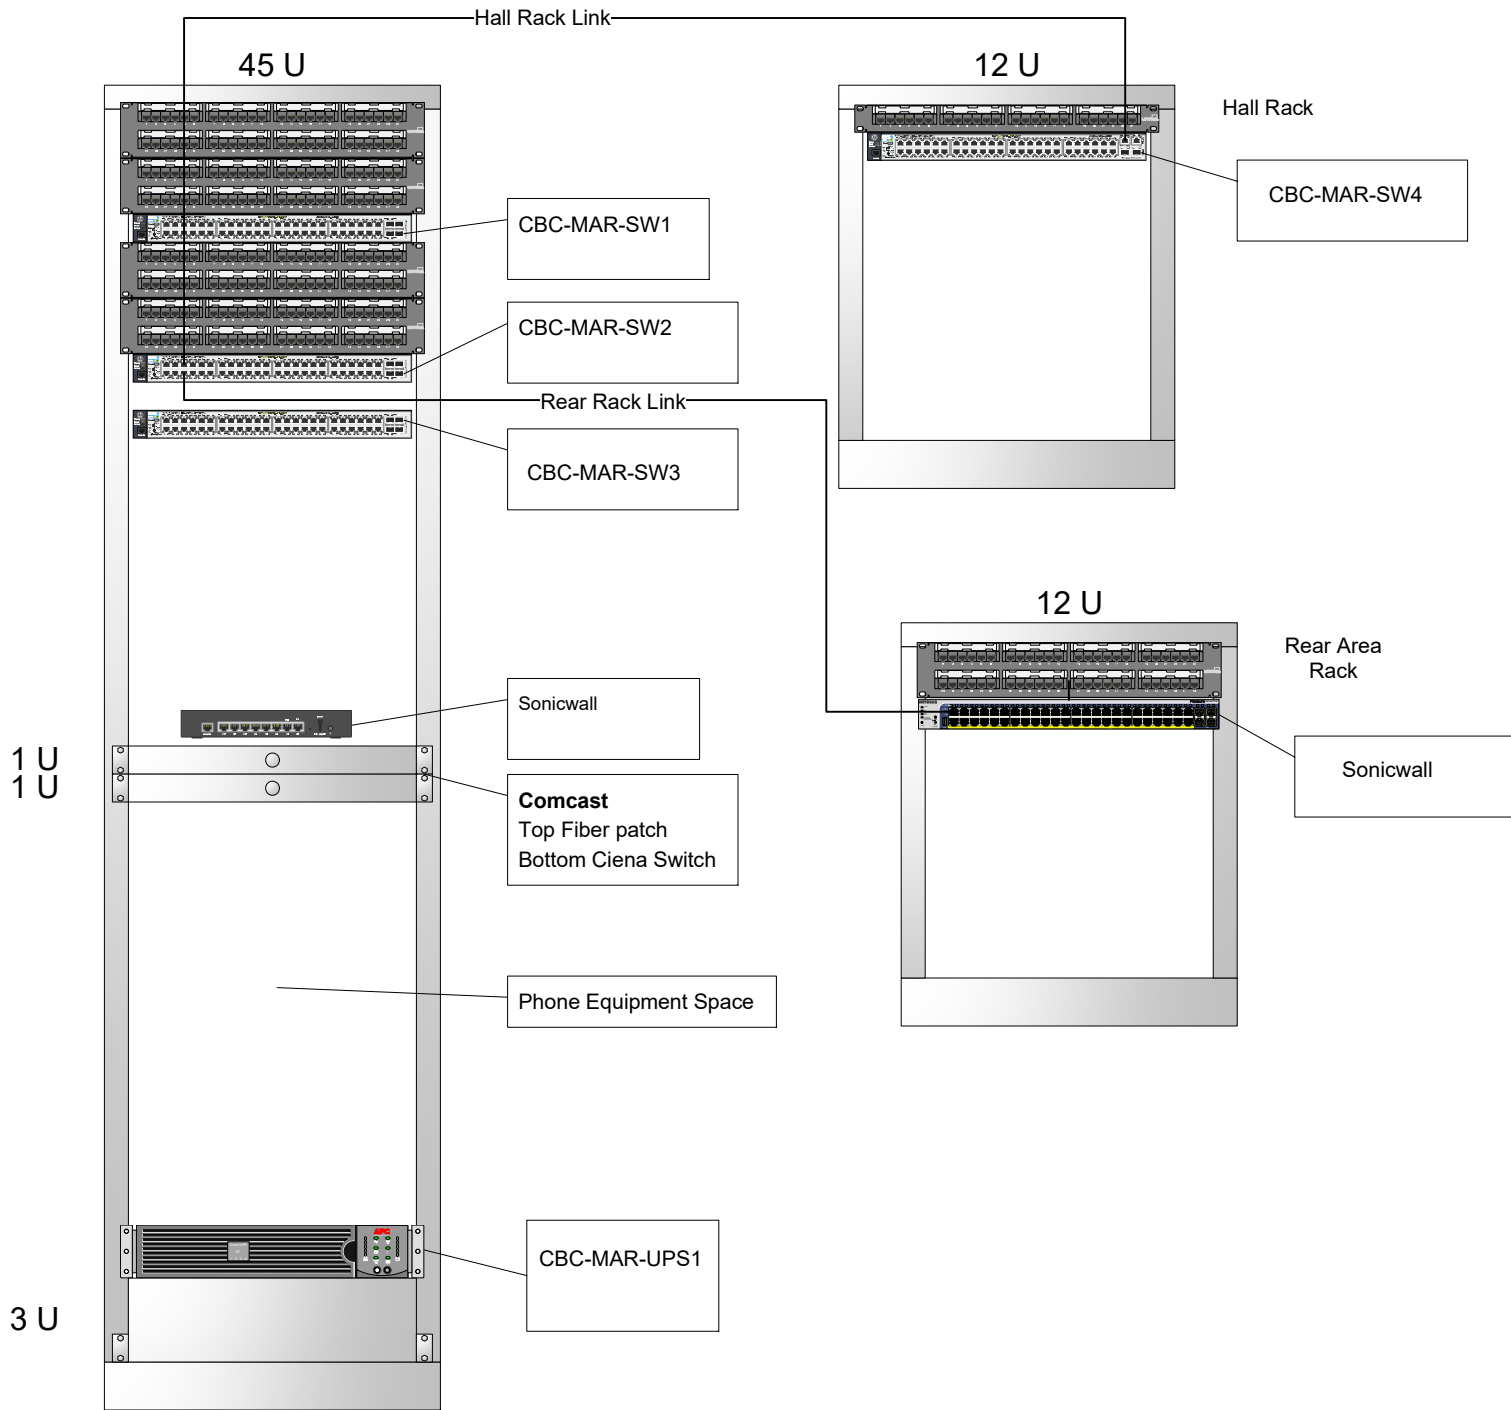 Hall Rack Link
45 U
12 U
Hall Rack
CBC-MAR-SW4
CBC-MAR-SW1
CBC-MAR-SW2
Rear Rack Link
CBC-MAR-SW3
12 U
Rear Area
Rack
Sonicwall
Sonicwall
1 U
1 U
Comcast
Top Fiber patch
Bottom Ciena Switch
Phone Equipment Space
APC
CBC-MAR-UPS1
3 U